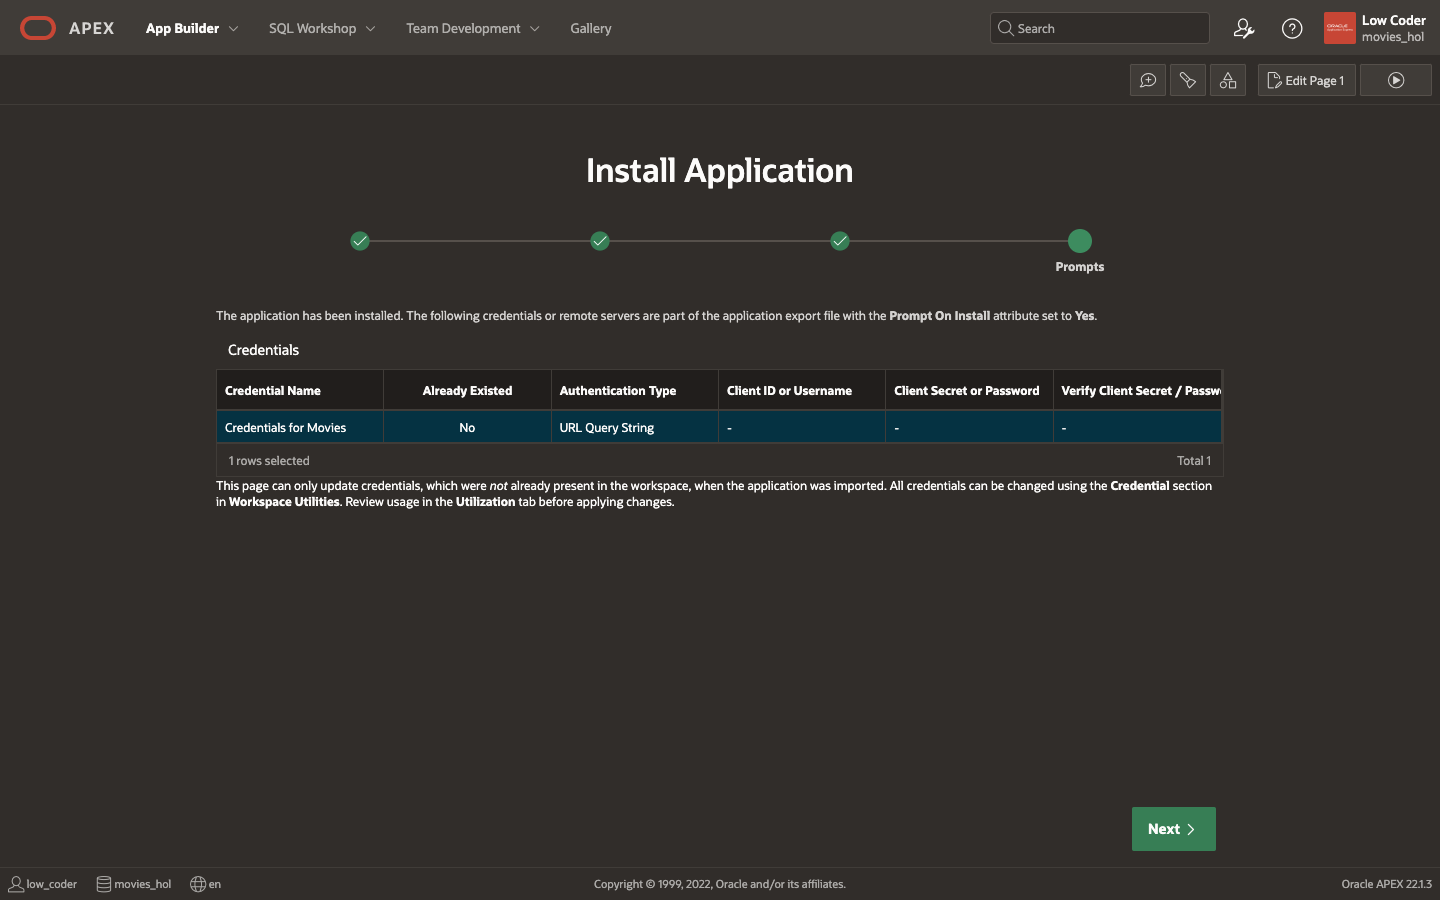 APEX
App Builder
SQL Workshop
Team Development
Gallery
Search
Low Coder
movies_hol
Edit Page 1
Install Application
Prompts
The application has been installed. The following credentials or remote servers are part of the application export file with the Prompt On Install attribute set to Yes.
Credentials
Credential Name Already Existed Authentication Type Client ID or Username Client Secret or Password Verify Client Secret / Passw
Credentials for Movies No URL Query String - - -
1 rows selected Total 1
This page can only update credentials, which were not already present in the workspace, when the application was imported. All credentials can be changed using the Credential section
in Workspace Utilities. Review usage in the Utilization tab before applying changes.
Next
low_coder movies_hol en Copyright © 1999, 2022, Oracle and/or its affiliates. Oracle APEX 22.1.3